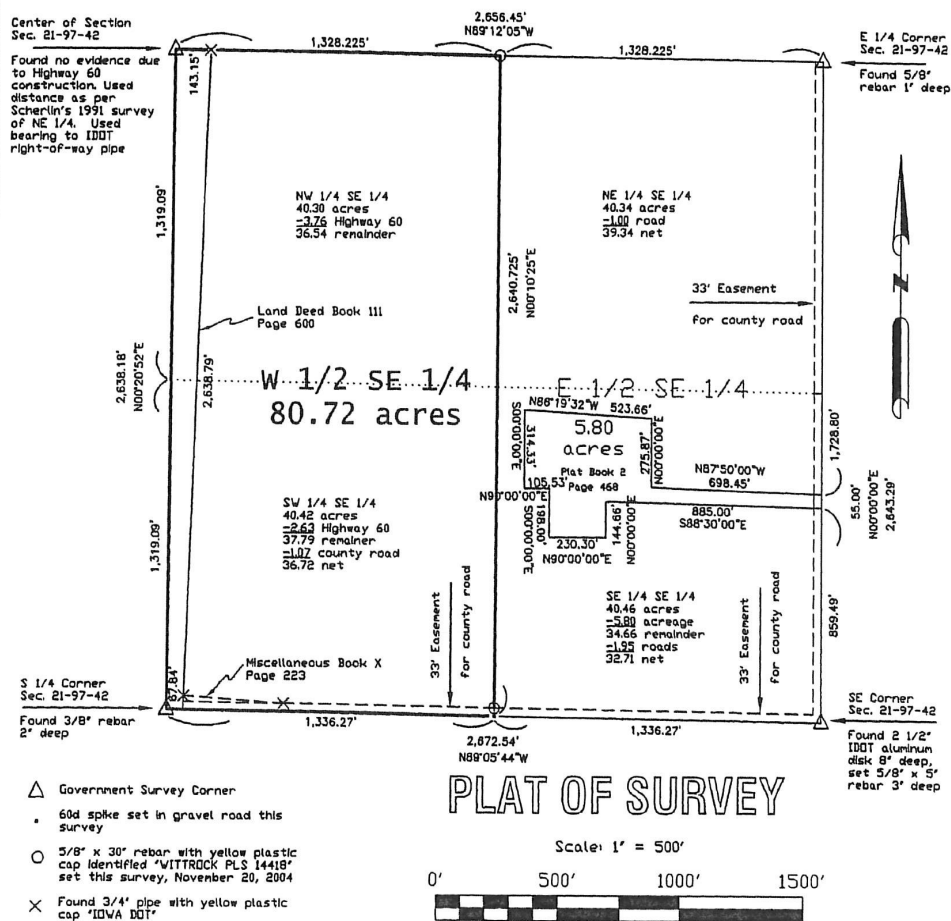 Center of Section
Sec. 21-97-42
Found no evidence due
to Highway 60
construction. Used
distance as per
Scherlin's 1991 survey
of NE 1/4. Used
bearing to IDOT
right-of-way pipe
2,656.45'
N89°12'05"W
1,328.225'
1,328.225'
E 1/4 Corner
Sec. 21-97-42
Found 5/8"
rebar 1" deep
143.15'
1,319.09'
NW 1/4 SE 1/4
40.30 acres
-3.76 Highway 60
36.54 remainder
NE 1/4 SE 1/4
40.34 acres
-1.00 road
39.34 net
2,640.725'
N00°10'25"E
N
33' Easement
for county road
Land Deed Book 111
Page 600
2,638.18'
N00°20'52"E
2,638.79'
W 1/2 SE 1/4
80.72 acres
E 1/2 SE 1/4
N86°19'32"W
523.66'
5.80
acres
Plat Book 2
Page 468
S00°00'00"E
314.33'
275.87'
N00°00'00"E
N87°50'00"W
698.45'
1,728.80'
105.53'
N90°00'00"E
198.00'
S00°00'00"E
230.30'
N90°00'00"E
144.66'
N00°00'00"E
885.00'
S88°30'00"E
55.00'
N00°00'00"E
2,643.29'
1,319.09'
SW 1/4 SE 1/4
40.42 acres
-2.63 Highway 60
37.79 remainer
-1.07 county road
36.72 net
SE 1/4 SE 1/4
40.46 acres
-5.80 acreage
34.66 remainder
-1.95 roads
32.71 net
33' Easement
for county road
33' Easement
for county road
859.49'
Miscellaneous Book X
Page 223
67.84'
S 1/4 Corner
Sec. 21-97-42
Found 3/8" rebar
2" deep
1,336.27'
1,336.27'
2,672.54'
N89°05'44"W
SE Corner
Sec. 21-97-42
Found 2 1/2"
IDOT aluminum
disk 8" deep,
set 5/8" x 5'
rebar 3" deep
PLAT OF SURVEY
Scale: 1" = 500'
0' 500' 1000' 1500'
Government Survey Corner
60d spike set in gravel road this
survey
5/8" x 30" rebar with yellow plastic
cap identified "WITTROCK PLS 14418"
set this survey, November 20, 2004
Found 3/4" pipe with yellow plastic
cap "IOWA DOT"